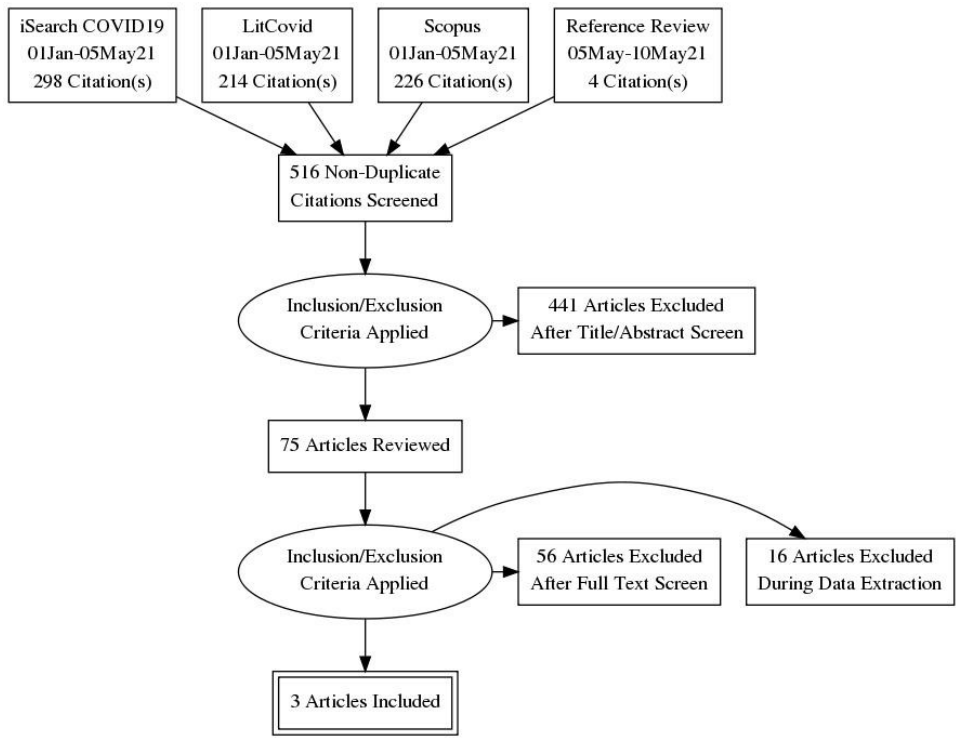 iSearch COVID19
01Jan-05May21
298 Citation(s)
LitCovid
01Jan-05May21
214 Citation(s)
Scopus
01Jan-05May21
226 Citation(s)
Reference Review
05May-10May21
4 Citation(s)
516 Non-Duplicate
Citations Screened
Inclusion/Exclusion
Criteria Applied
441 Articles Excluded
After Title/Abstract Screen
75 Articles Reviewed
Inclusion/Exclusion
Criteria Applied
56 Articles Excluded
After Full Text Screen
16 Articles Excluded
During Data Extraction
3 Articles Included